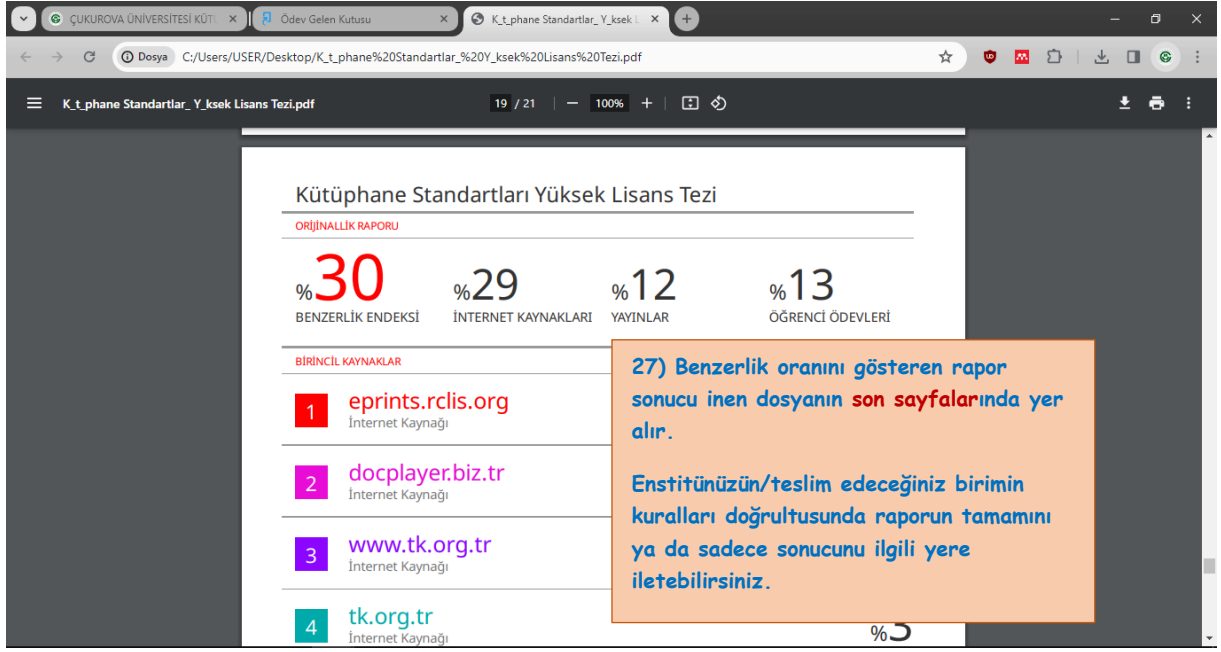 ÇUKUROVA ÜNİVERSİTESİ KÜTÜ
Ödev Gelen Kutusu
K_t_phane Standartlar_ Y_ksek L
Dosya C:/Users/USER/Desktop/K_t_phane%20Standartlar_%20Y_ksek%20Lisans%20Tezi.pdf
K_t_phane Standartlar_ Y_ksek Lisans Tezi.pdf
19 / 21 | − 100% +
Kütüphane Standartları Yüksek Lisans Tezi
ORİJİNALLİK RAPORU
%30 %29 %12 %13
BENZERLİK ENDEKSİ İNTERNET KAYNAKLARI YAYINLAR ÖĞRENCİ ÖDEVLERİ
BİRİNCİL KAYNAKLAR
1 eprints.rclis.org
İnternet Kaynağı
2 docplayer.biz.tr
İnternet Kaynağı
3 www.tk.org.tr
İnternet Kaynağı
4 tk.org.tr
İnternet Kaynağı
27) Benzerlik oranını gösteren rapor
sonucu inen dosyanın son sayfalarında yer
alır.
Enstitünüzün/teslim edeceğiniz birimin
kuralları doğrultusunda raporun tamamını
ya da sadece sonucunu ilgili yere
iletebilirsiniz.